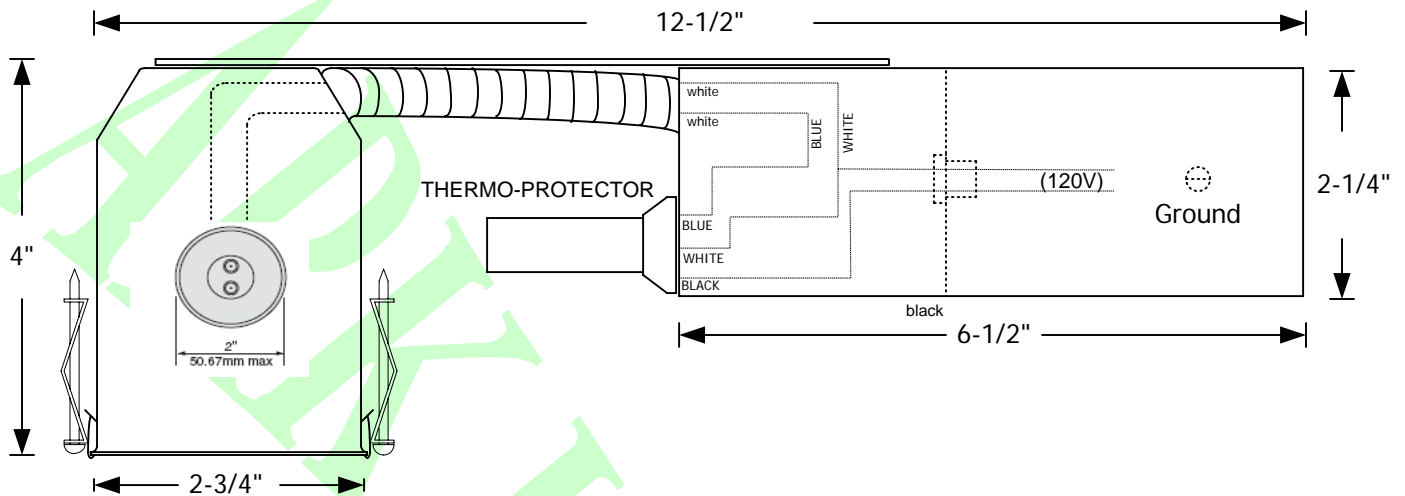 12-1/2"
white
white
BLUE
WHITE
THERMO-PROTECTOR
(120V)
2-1/4"
Ground
4"
BLUE
WHITE
BLACK
black
6-1/2"
2"
50.67mm max
2-3/4"